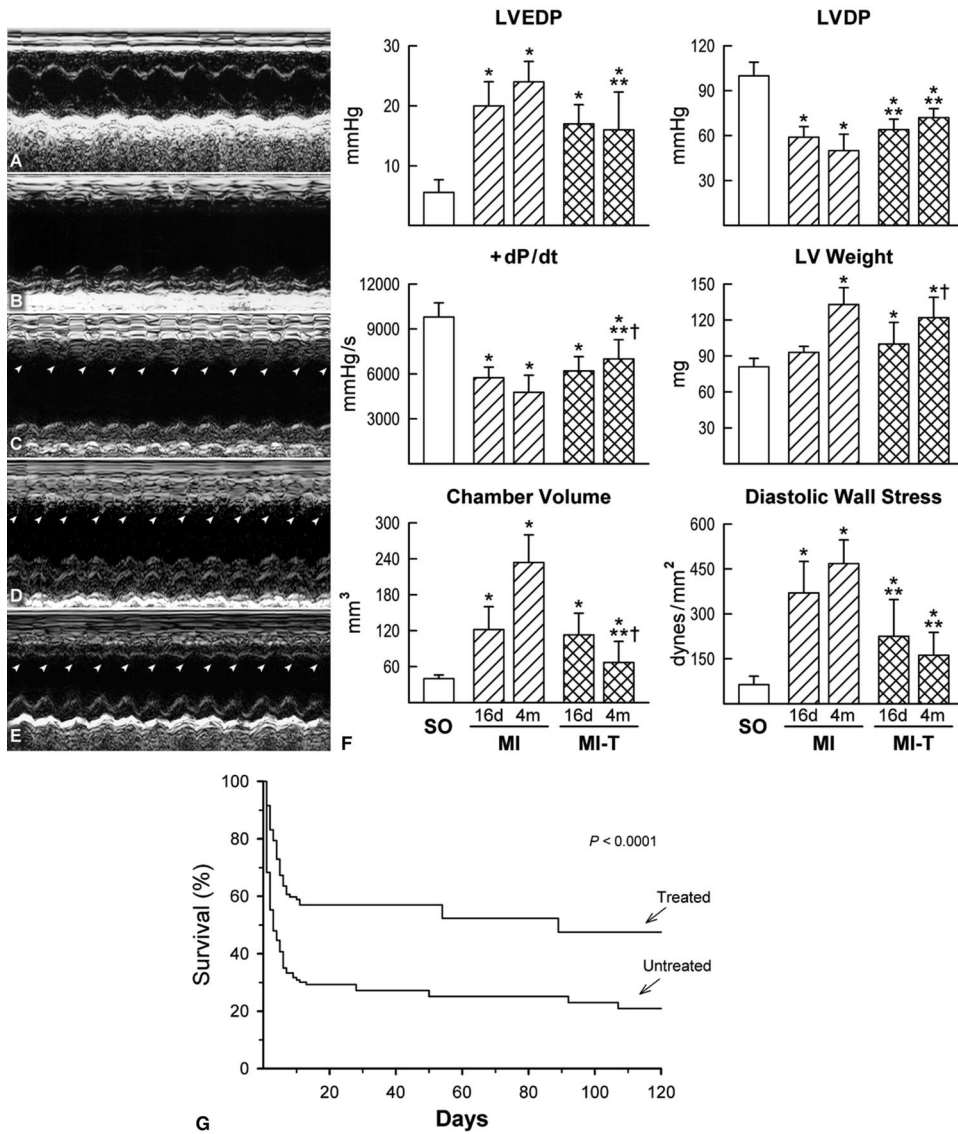 A
B
C
D
E
LVEDP
mmHg
30
20
10
*
*
*
*
**
LVDP
mmHg
120
90
60
30
*
*
*
**
*
**
+dP/dt
mmHg/s
12000
9000
6000
3000
*
*
*
*
**†
LV Weight
mg
150
120
90
60
30
*
*
*†
Chamber Volume
mm³
300
240
180
120
60
*
*
*
*
**†
SO
16d 4m
16d 4m
MI
MI-T
Diastolic Wall Stress
dynes/mm²
600
450
300
150
*
*
*
**
*
**
SO
16d 4m
16d 4m
MI
MI-T
F
Survival (%)
100
80
60
40
20
0
P < 0.0001
Treated
Untreated
20 40 60 80 100 120
Days
G